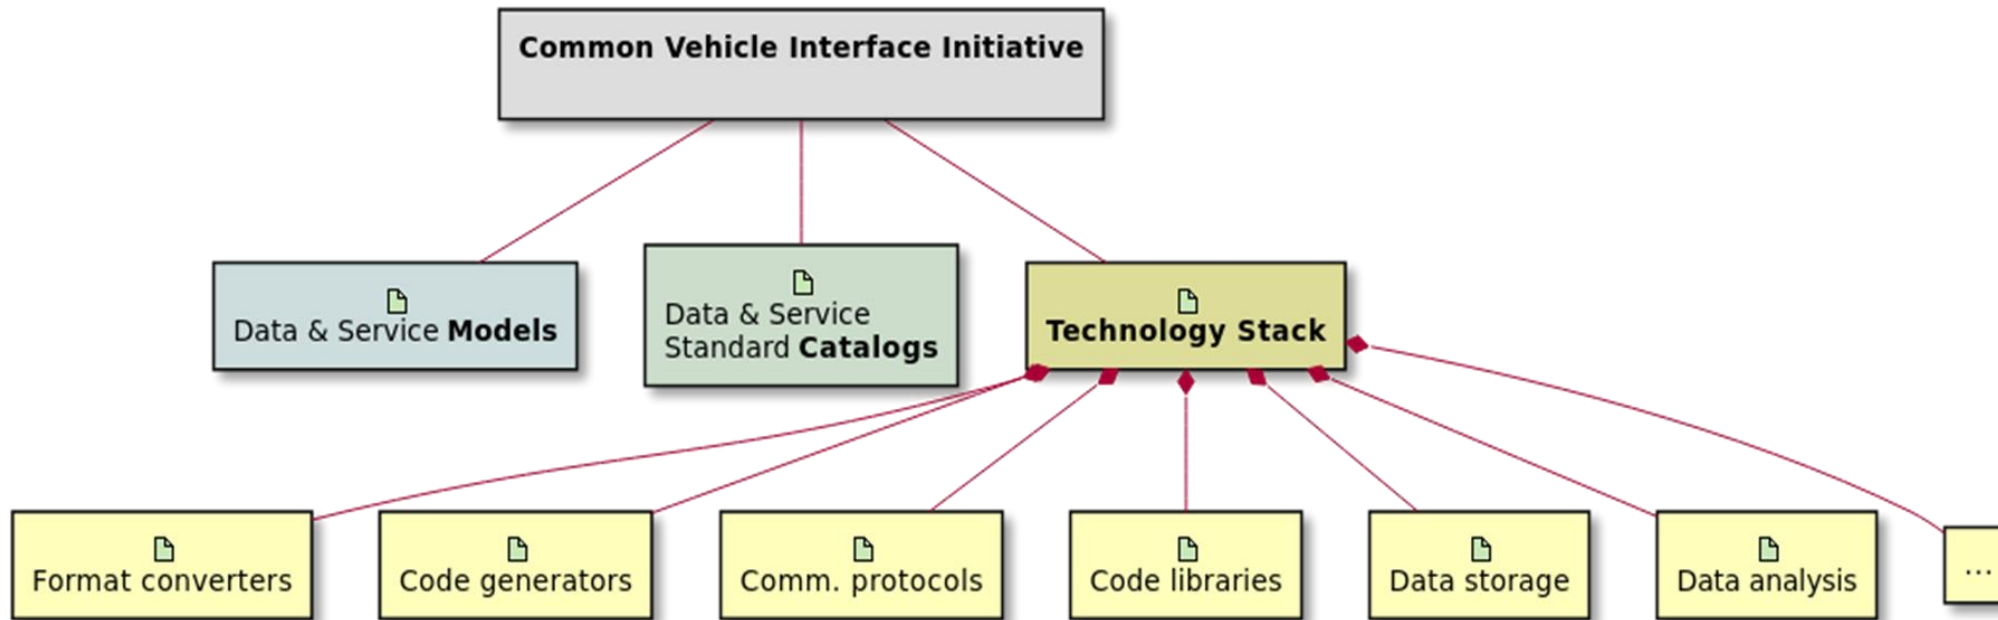 Common Vehicle Interface Initiative
Data & Service Models
Data & Service
Standard Catalogs
Technology Stack
Format converters
Code generators
Comm. protocols
Code libraries
Data storage
Data analysis
...